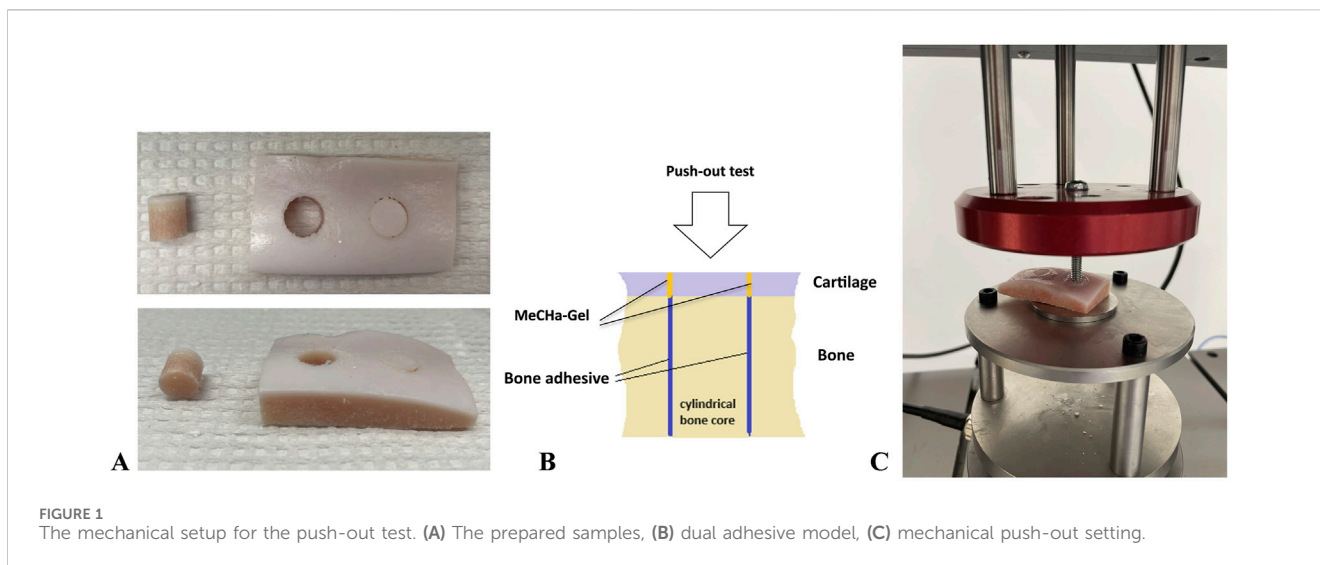 Push-out test
Cartilage
MeCHa-Gel
Bone
Bone adhesive
cylindrical
bone core
A
B
C
FIGURE 1
The mechanical setup for the push-out test. (A) The prepared samples, (B) dual adhesive model, (C) mechanical push-out setting.